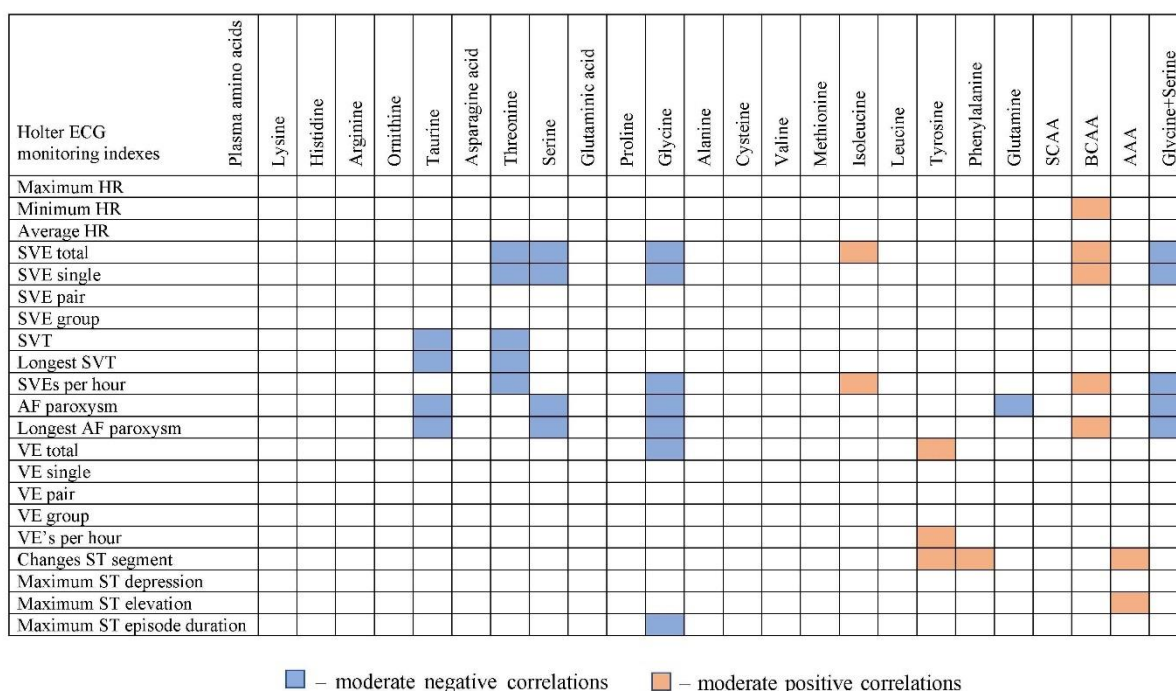 Plasma amino acids
Lysine
Histidine
Arginine
Ornithine
Taurine
Asparagine acid
Threonine
Serine
Glutaminic acid
Proline
Glycine
Alanine
Cysteine
Valine
Methionine
Isoleucine
Leucine
Tyrosine
Phenylalanine
Glutamine
SCAA
BCAA
AAA
Glycine+Serine
Holter ECG
monitoring indexes
Maximum HR
Minimum HR
Average HR
SVE total
SVE single
SVE pair
SVE group
SVT
Longest SVT
SVEs per hour
AF paroxysm
Longest AF paroxysm
VE total
VE single
VE pair
VE group
VE's per hour
Changes ST segment
Maximum ST depression
Maximum ST elevation
Maximum ST episode duration
– moderate negative correlations – moderate positive correlations